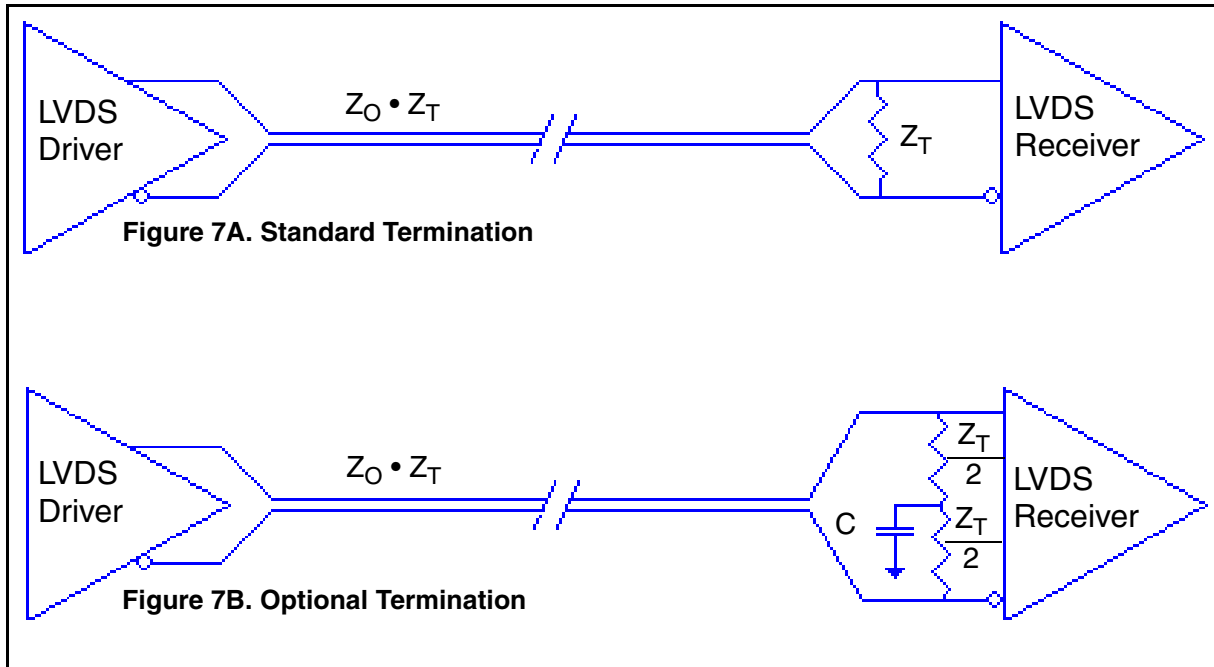 LVDS
Driver
Z_O • Z_T
Z_T
LVDS
Receiver
Figure 7A. Standard Termination
LVDS
Driver
Z_O • Z_T
C
Z_T
2
Z_T
2
LVDS
Receiver
Figure 7B. Optional Termination